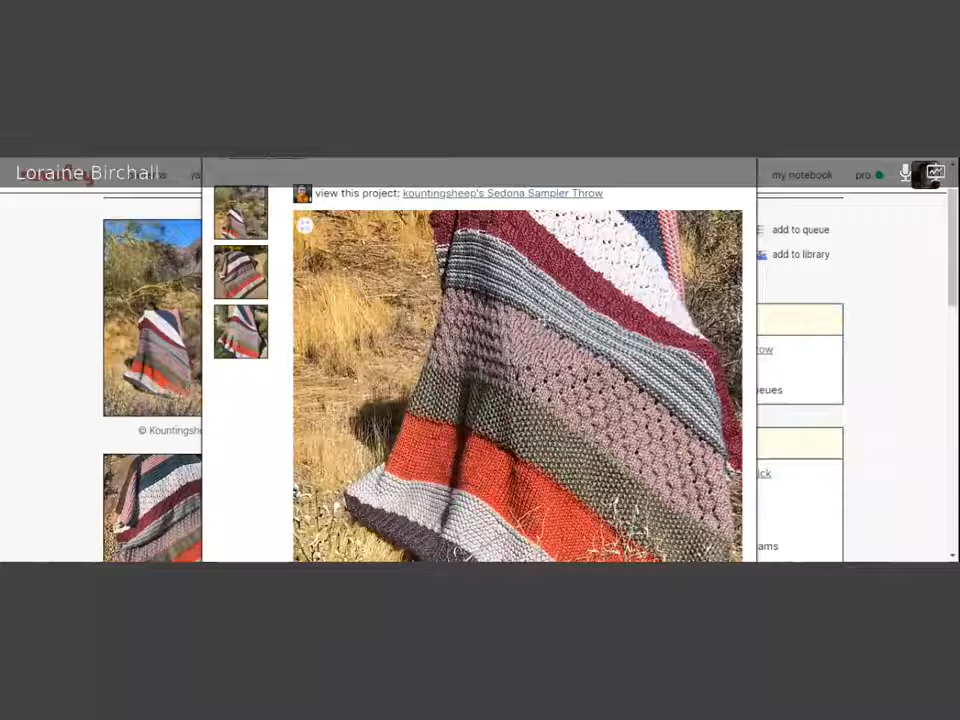 Loraine Birchall
my notebook
pro
view this project: kountingsheep's Sedona Sampler Throw
add to queue
add to library
row
eues
© Kountingshe
ick
ams